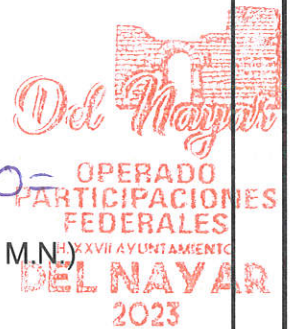 Del Nayar
OPERADO
PARTICIPACIONES
FEDERALES
M.N.)
H. XXVII AYUNTAMIENTO
DEL NAYAR
2023